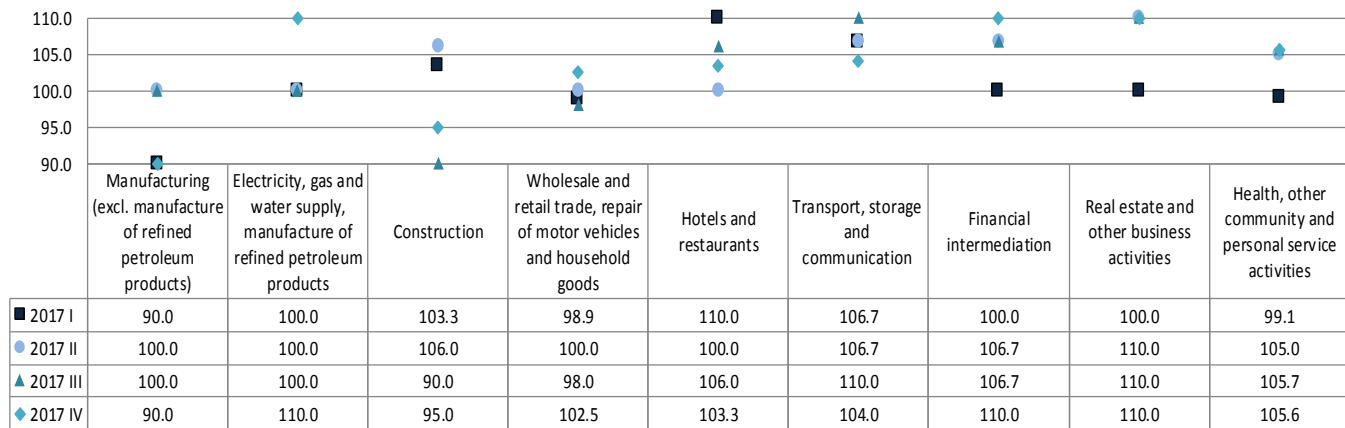 110.0
105.0
100.0
95.0
90.0
Manufacturing
(excl. manufacture
of refined
petroleum
products)
Electricity, gas and
water supply,
manufacture of
refined petroleum
products
Construction
Wholesale and
retail trade, repair
of motor vehicles
and household
goods
Hotels and
restaurants
Transport, storage
and
communication
Financial
intermediation
Real estate and
other business
activities
Health, other
community and
personal service
activities
2017 I 90.0 100.0 103.3 98.9 110.0 106.7 100.0 100.0 99.1
2017 II 100.0 100.0 106.0 100.0 100.0 106.7 106.7 110.0 105.0
2017 III 100.0 100.0 90.0 98.0 106.0 110.0 106.7 110.0 105.7
2017 IV 90.0 110.0 95.0 102.5 103.3 104.0 110.0 110.0 105.6